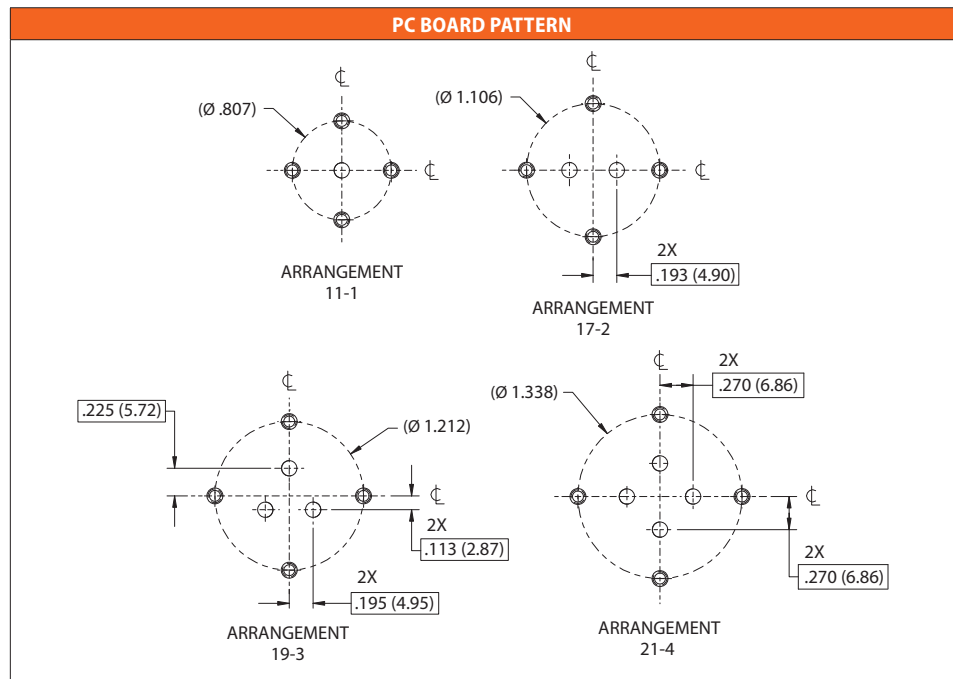 PC BOARD PATTERN
℄
(Ø .807)
℄
ARRANGEMENT
11-1
℄
(Ø 1.106)
℄
2X
.193 (4.90)
ARRANGEMENT
17-2
℄
.225 (5.72)
(Ø 1.212)
℄
2X
.113 (2.87)
2X
.195 (4.95)
ARRANGEMENT
19-3
℄
2X
.270 (6.86)
(Ø 1.338)
℄
2X
.270 (6.86)
ARRANGEMENT
21-4